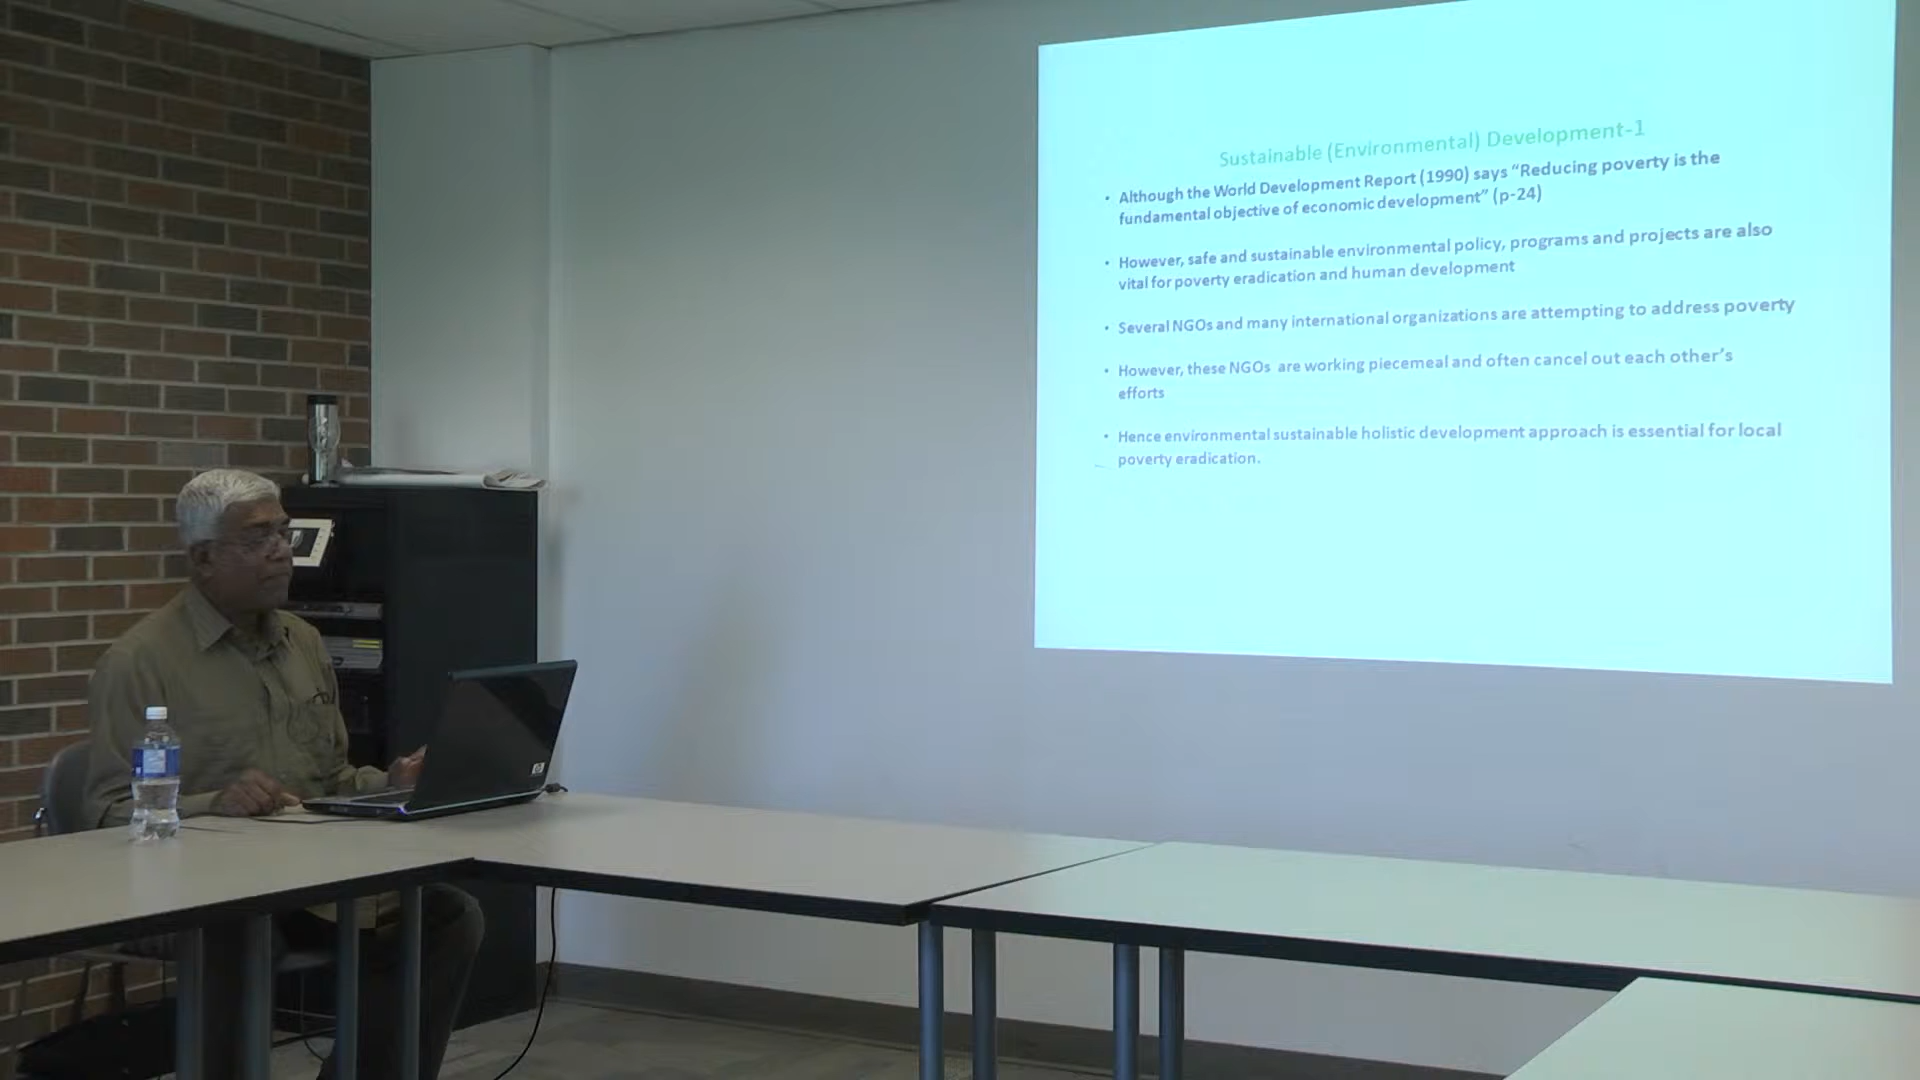 Sustainable (Environmental) Development-1
• Although the World Development Report (1990) says “Reducing poverty is the
fundamental objective of economic development” (p-24)
• However, safe and sustainable environmental policy, programs and projects are also
vital for poverty eradication and human development
• Several NGOs and many international organizations are attempting to address poverty
• However, these NGOs are working piecemeal and often cancel out each other’s
efforts
• Hence environmental sustainable holistic development approach is essential for local
poverty eradication.
hp